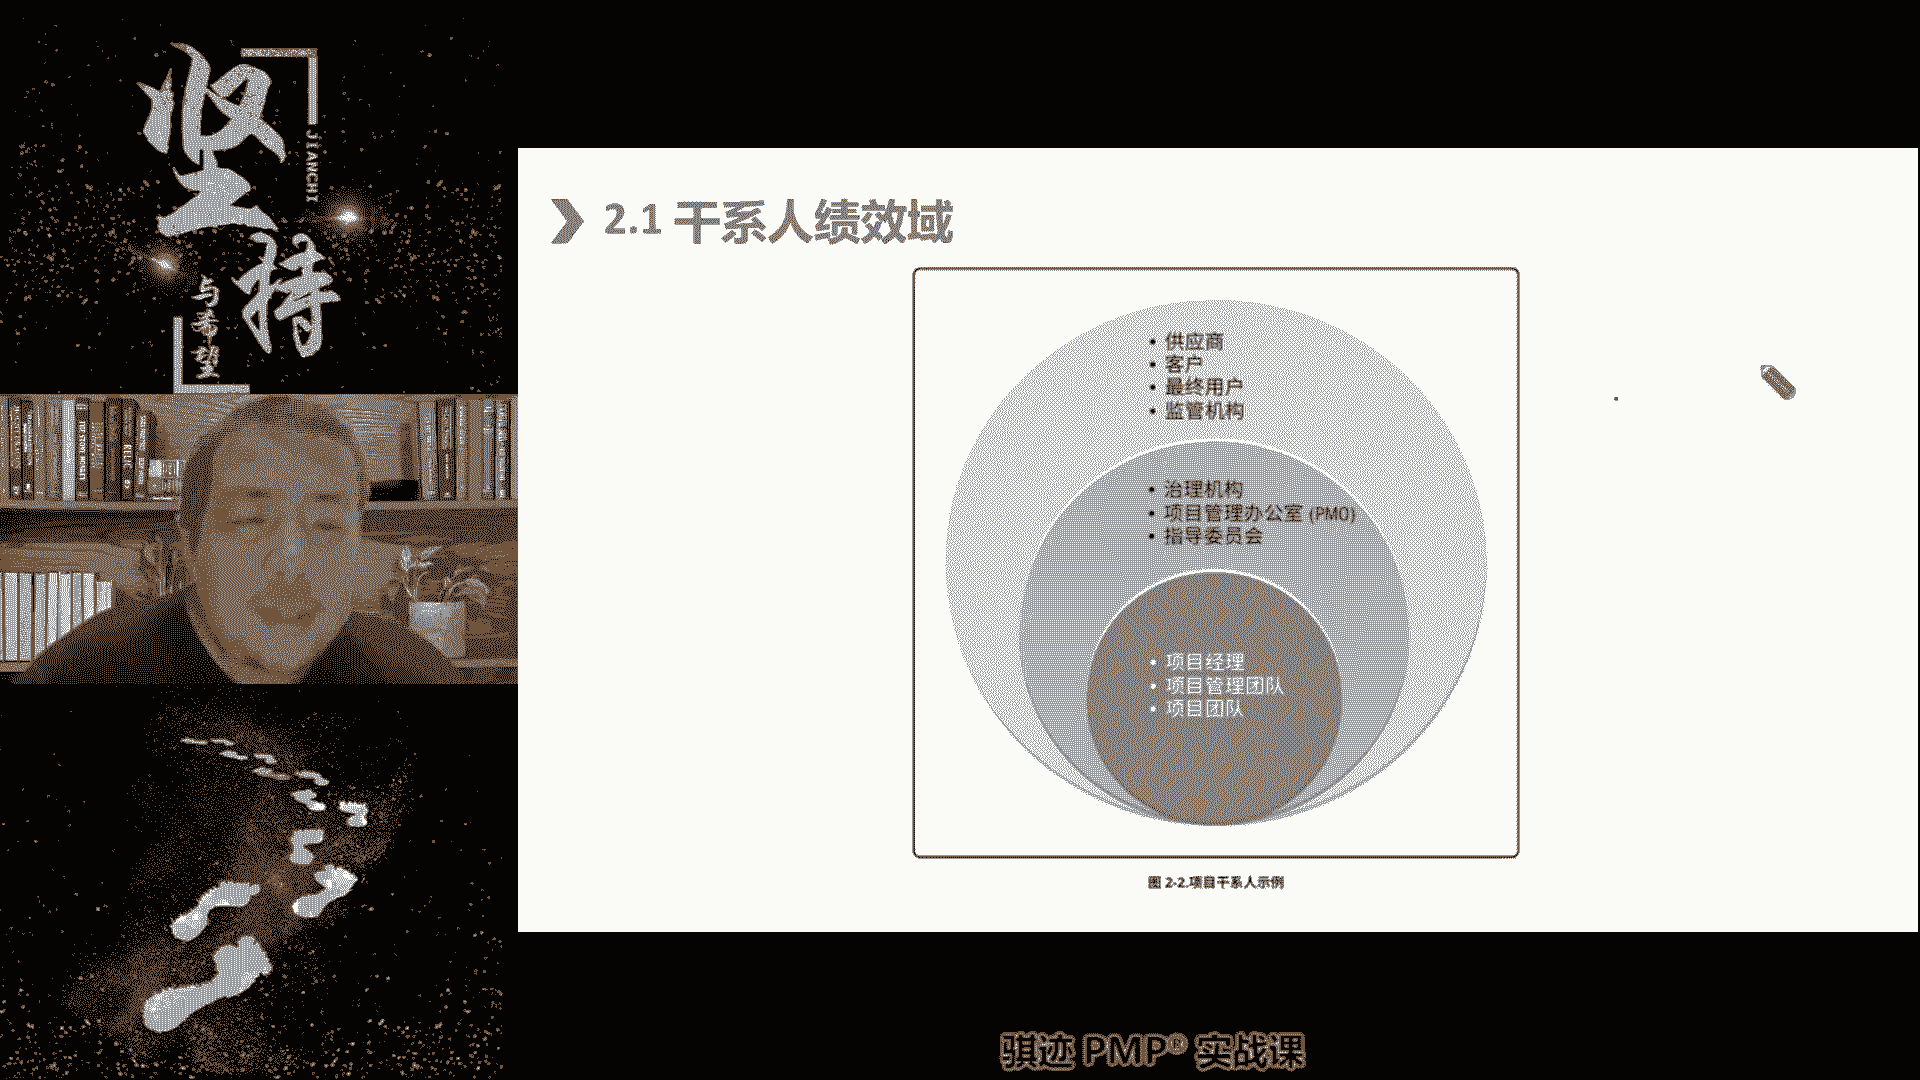 坚持
JIANCHI
与希望
2.1 干系人绩效域
• 供应商
• 客户
• 最终用户
• 监管机构
• 治理机构
• 项目管理办公室 (PMO)
• 指导委员会
• 项目经理
• 项目管理团队
• 项目团队
图 2-2.项目干系人示例
骐迹 PMP® 实战课